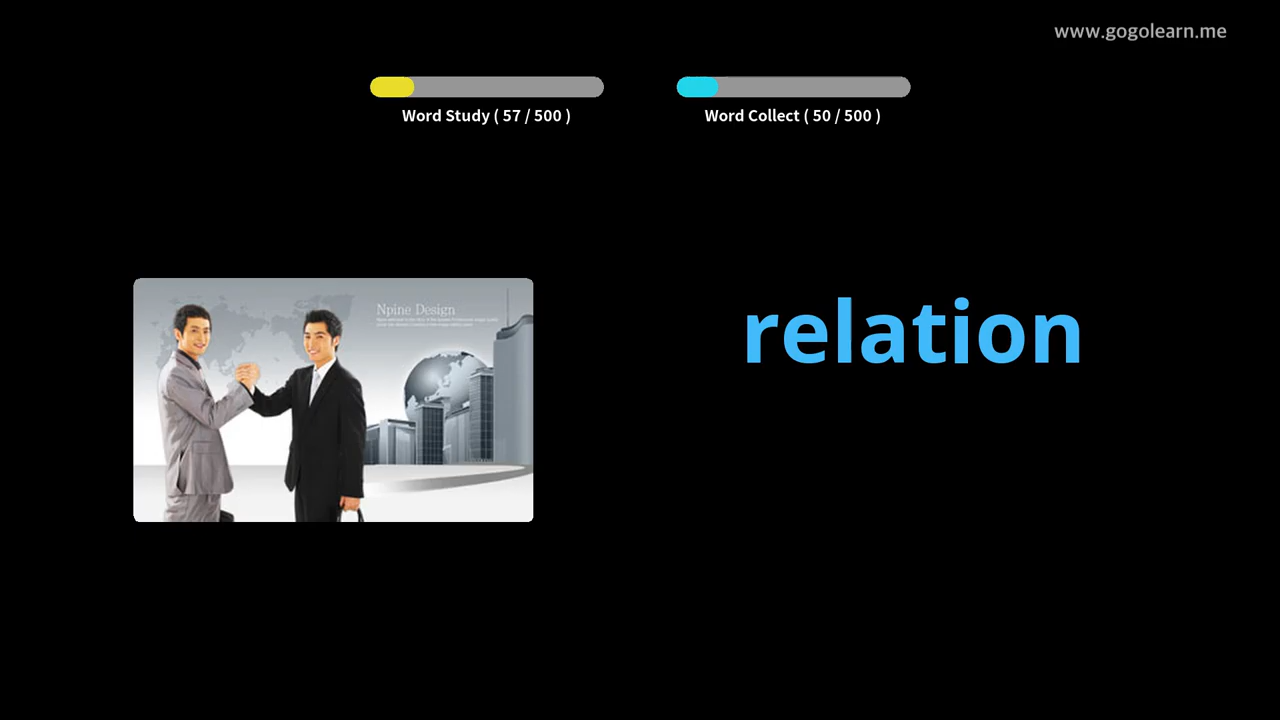 www.gogolearn.me
Word Study ( 57 / 500 )
Word Collect ( 50 / 500 )
Npine Design
relation